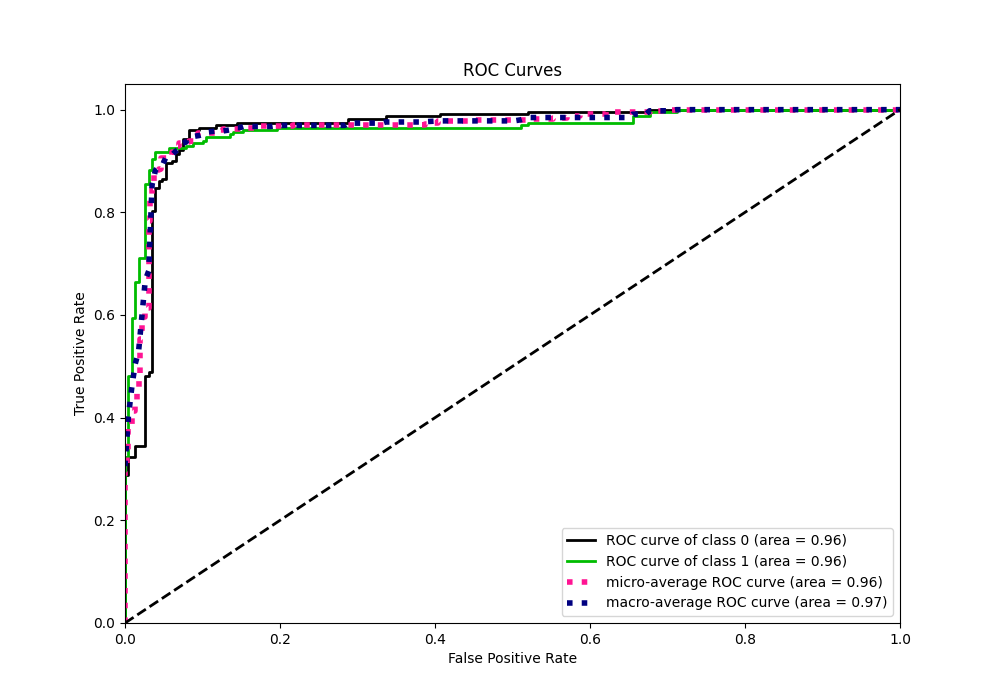 ROC Curves
True Positive Rate
1.0
0.8
0.6
0.4
0.2
0.0
0.0 0.2 0.4 0.6 0.8 1.0
False Positive Rate
ROC curve of class 0 (area = 0.96)
ROC curve of class 1 (area = 0.96)
micro-average ROC curve (area = 0.96)
macro-average ROC curve (area = 0.97)